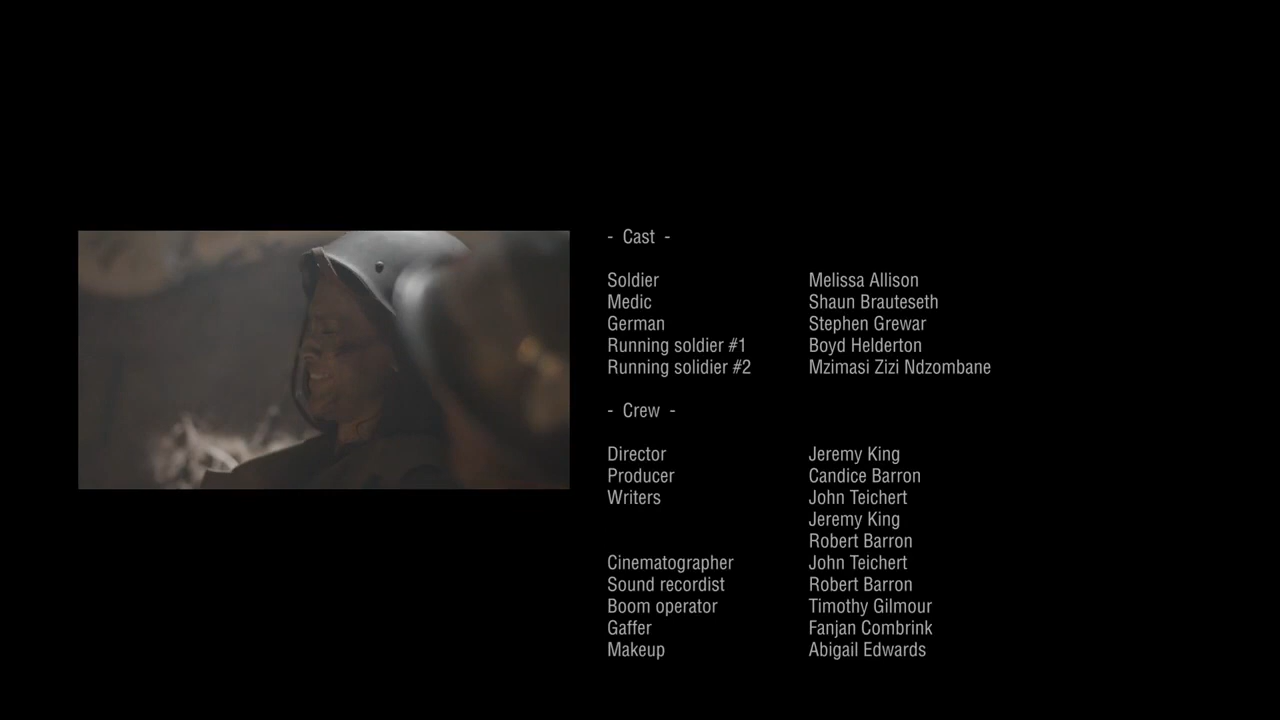 - Cast -
Soldier Melissa Allison
Medic Shaun Brauteseth
German Stephen Grewar
Running soldier #1 Boyd Helderton
Running solidier #2 Mzimasi Zizi Ndzombane
- Crew -
Director Jeremy King
Producer Candice Barron
Writers John Teichert
Jeremy King
Robert Barron
Cinematographer John Teichert
Sound recordist Robert Barron
Boom operator Timothy Gilmour
Gaffer Fanjan Combrink
Makeup Abigail Edwards